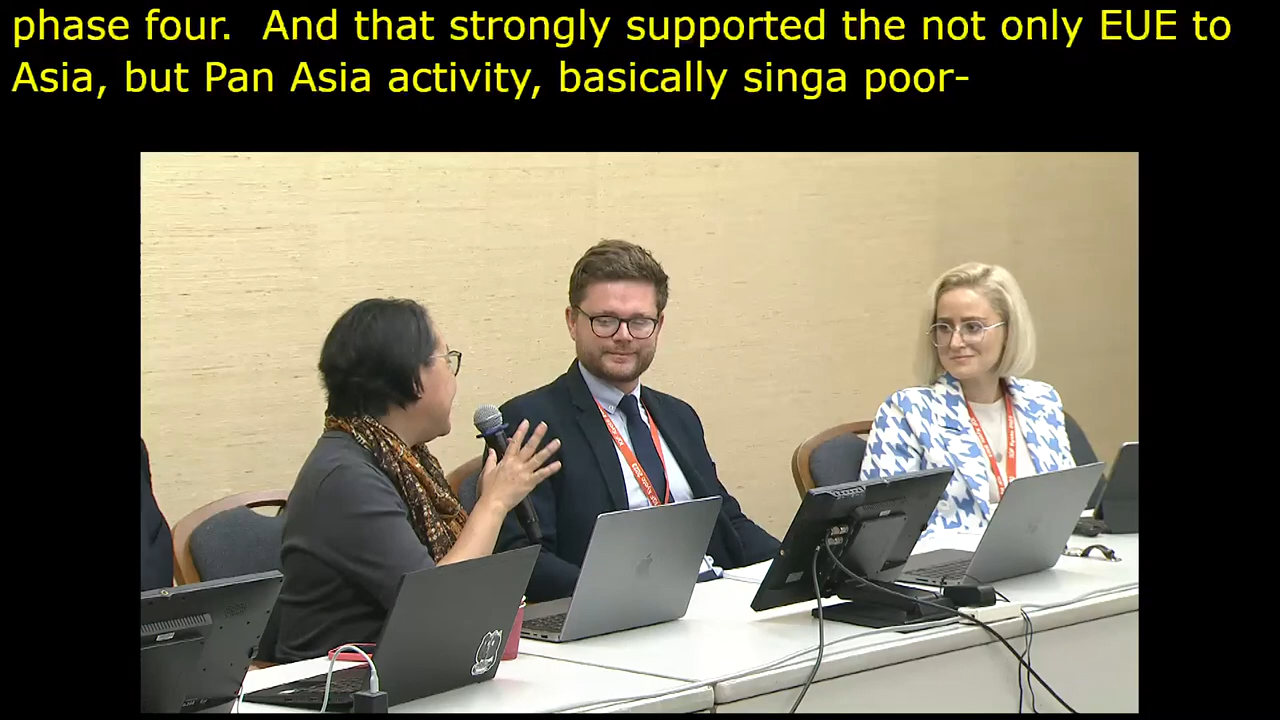 phase four.  And that strongly supported the not only EUE to
Asia, but Pan Asia activity, basically singa poor-